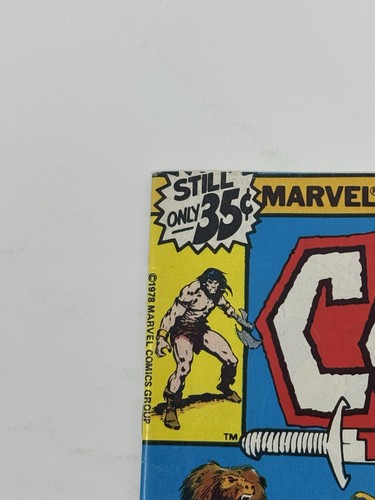 STILL
ONLY 35¢
MARVEL®
©1978 MARVEL COMICS GROUP
TM
C